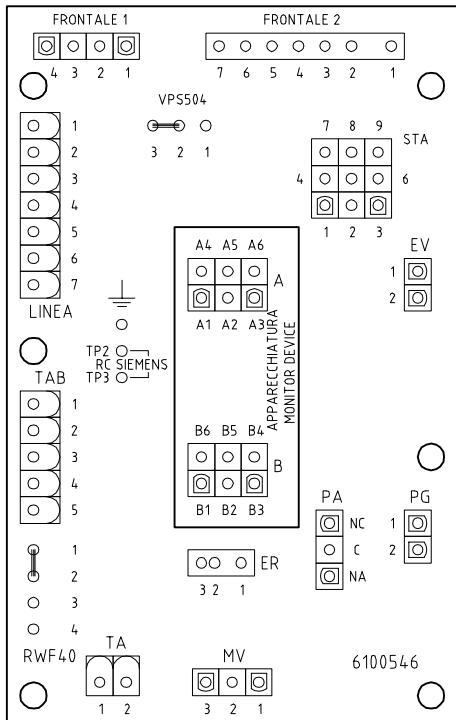 FRONTALE 1 FRONTALE 2
4 3 2 1 7 6 5 4 3 2 1
VPS504
3 2 1
1
2
3
4
5
6
7
LINEA
7 8 9
STA
4 6
1 2 3
EV
1
2
A4 A5 A6
A
A1 A2 A3
APPARECCHIATURA
MONITOR DEVICE
TP2
RC SIEMENS
TP3
TAB
1
2
3
4
5
B6 B5 B4
B
B1 B2 B3
PA
NC
C
NA
PG
1
2
1
2
3
4
RWF40
ER
3 2 1
TA
1 2
MV
3 2 1
6100546